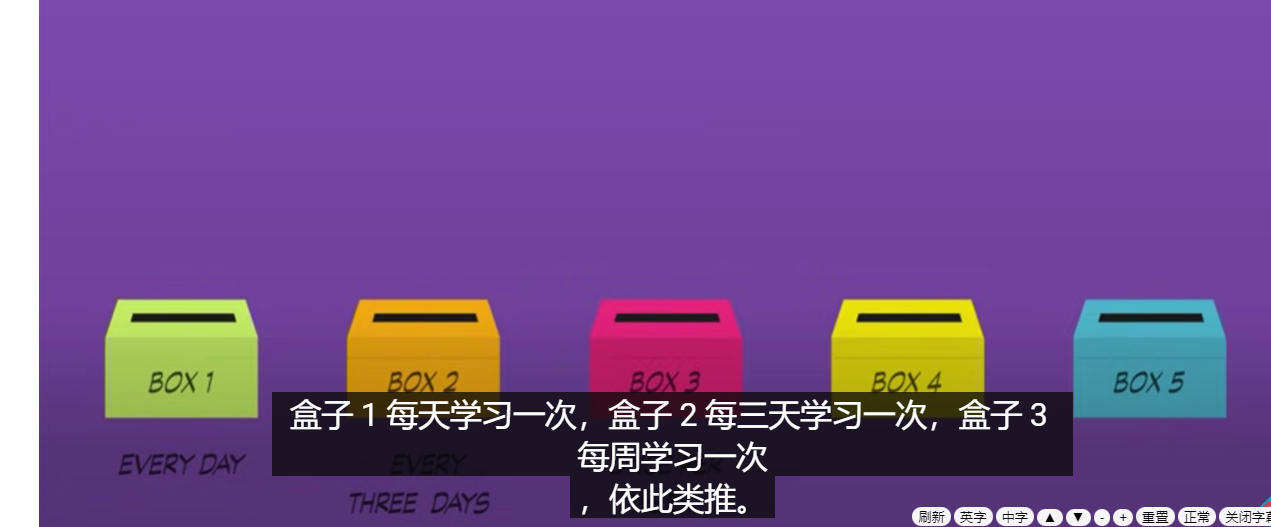 BOX 1
BOX 2
BOX 3
BOX 4
BOX 5
盒子 1 每天学习一次，盒子 2 每三天学习一次，盒子 3
每周学习一次
，依此类推。
EVERY DAY
EVERY
THREE DAYS
刷新 英字 中字 ▲ ▼ - + 重置 正常 关闭字